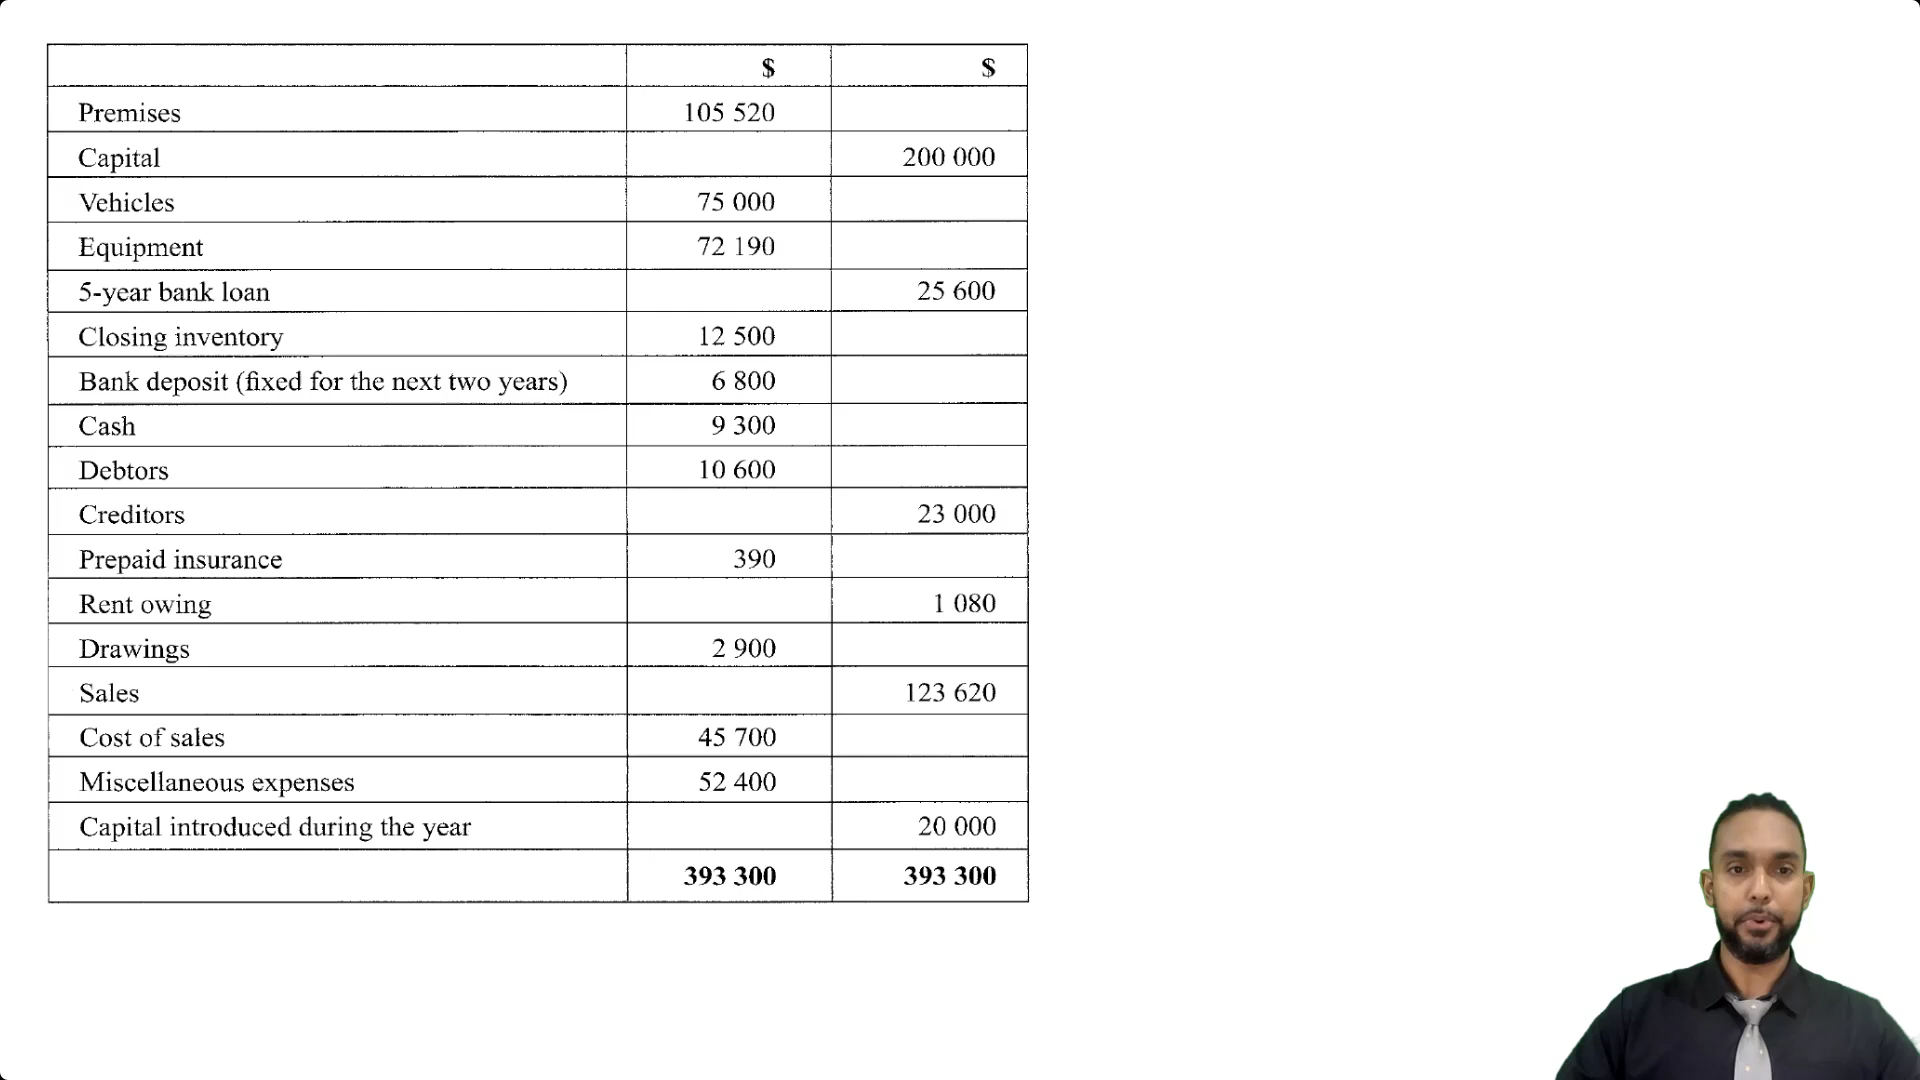 $ $
Premises 105 520
Capital 200 000
Vehicles 75 000
Equipment 72 190
5-year bank loan 25 600
Closing inventory 12 500
Bank deposit (fixed for the next two years) 6 800
Cash 9 300
Debtors 10 600
Creditors 23 000
Prepaid insurance 390
Rent owing 1 080
Drawings 2 900
Sales 123 620
Cost of sales 45 700
Miscellaneous expenses 52 400
Capital introduced during the year 20 000
393 300 393 300